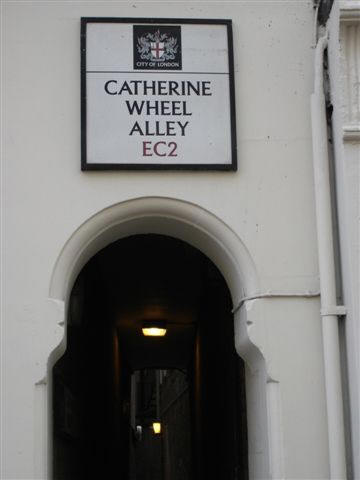 CITY OF LONDON
CATHERINE
WHEEL
ALLEY
EC2